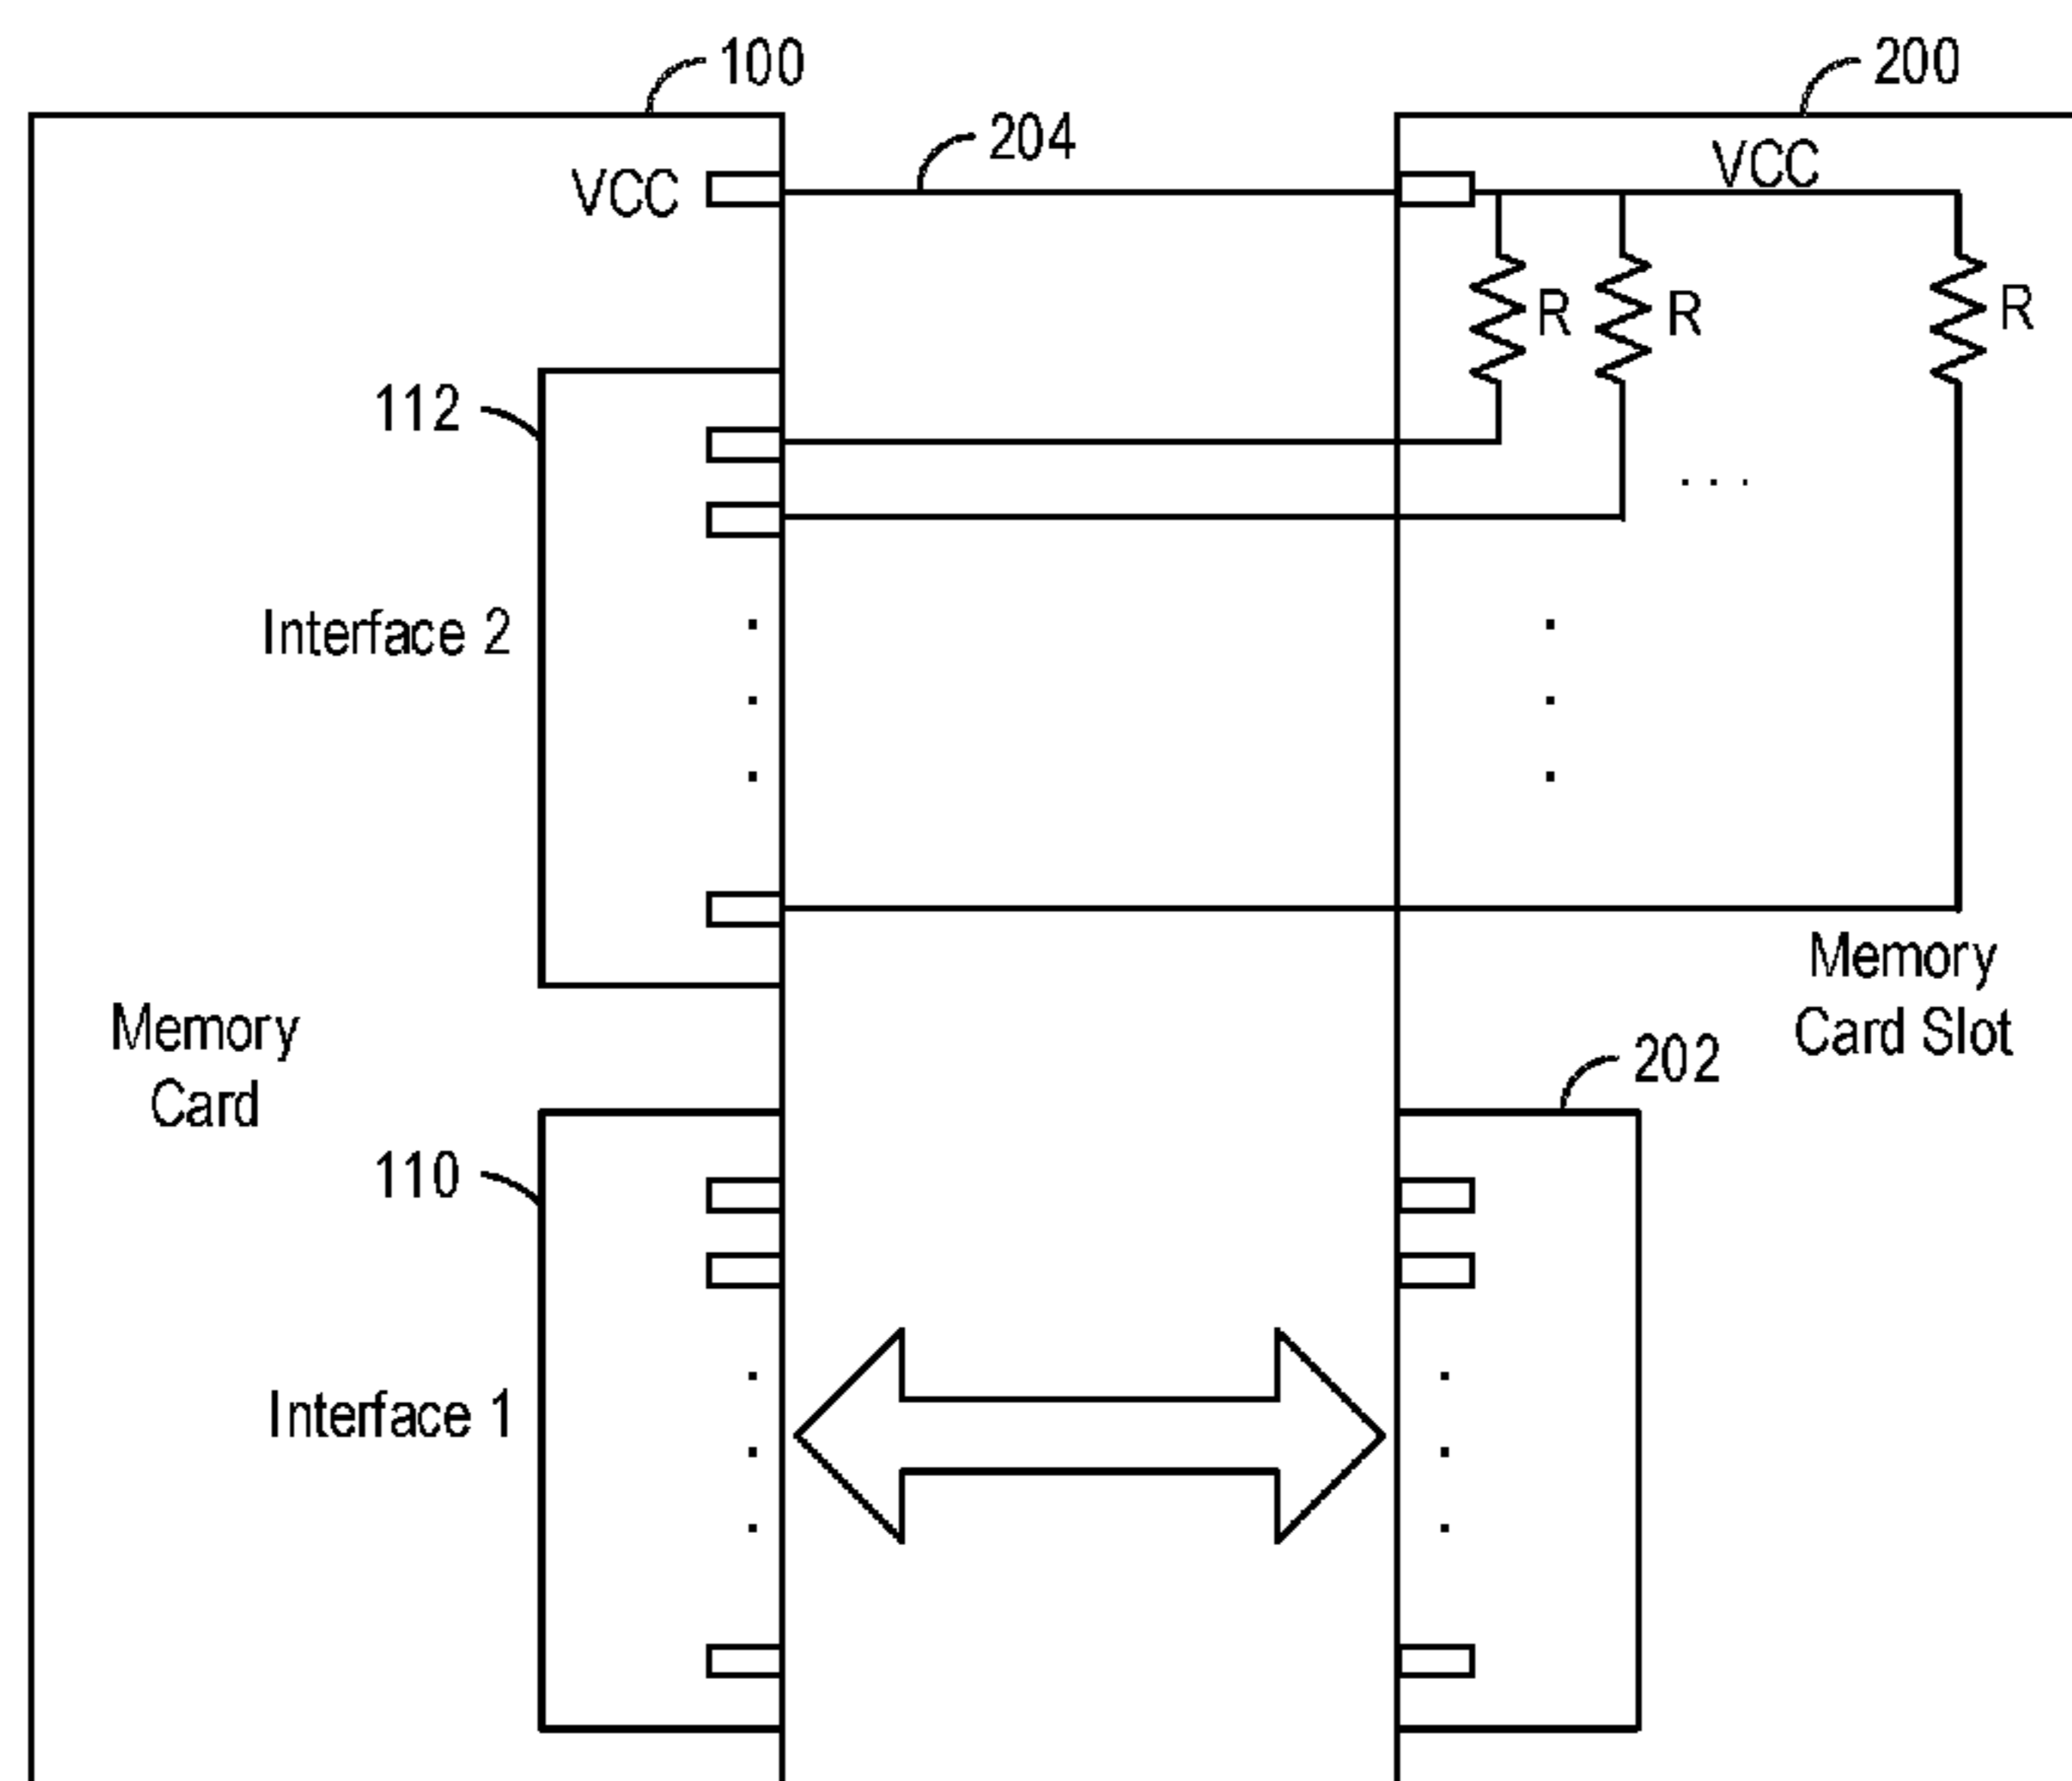 100
200
204
VCC
VCC
R
R
R
112
. . .
Interface 2
Memory
Card Slot
Memory
Card
202
110
Interface 1